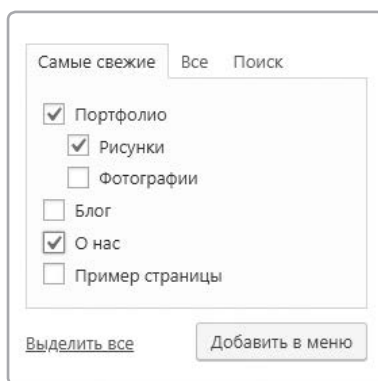 Самые свежие Все Поиск
Портфолио
Рисунки
Фотографии
Блог
О нас
Пример страницы
Выделить все Добавить в меню